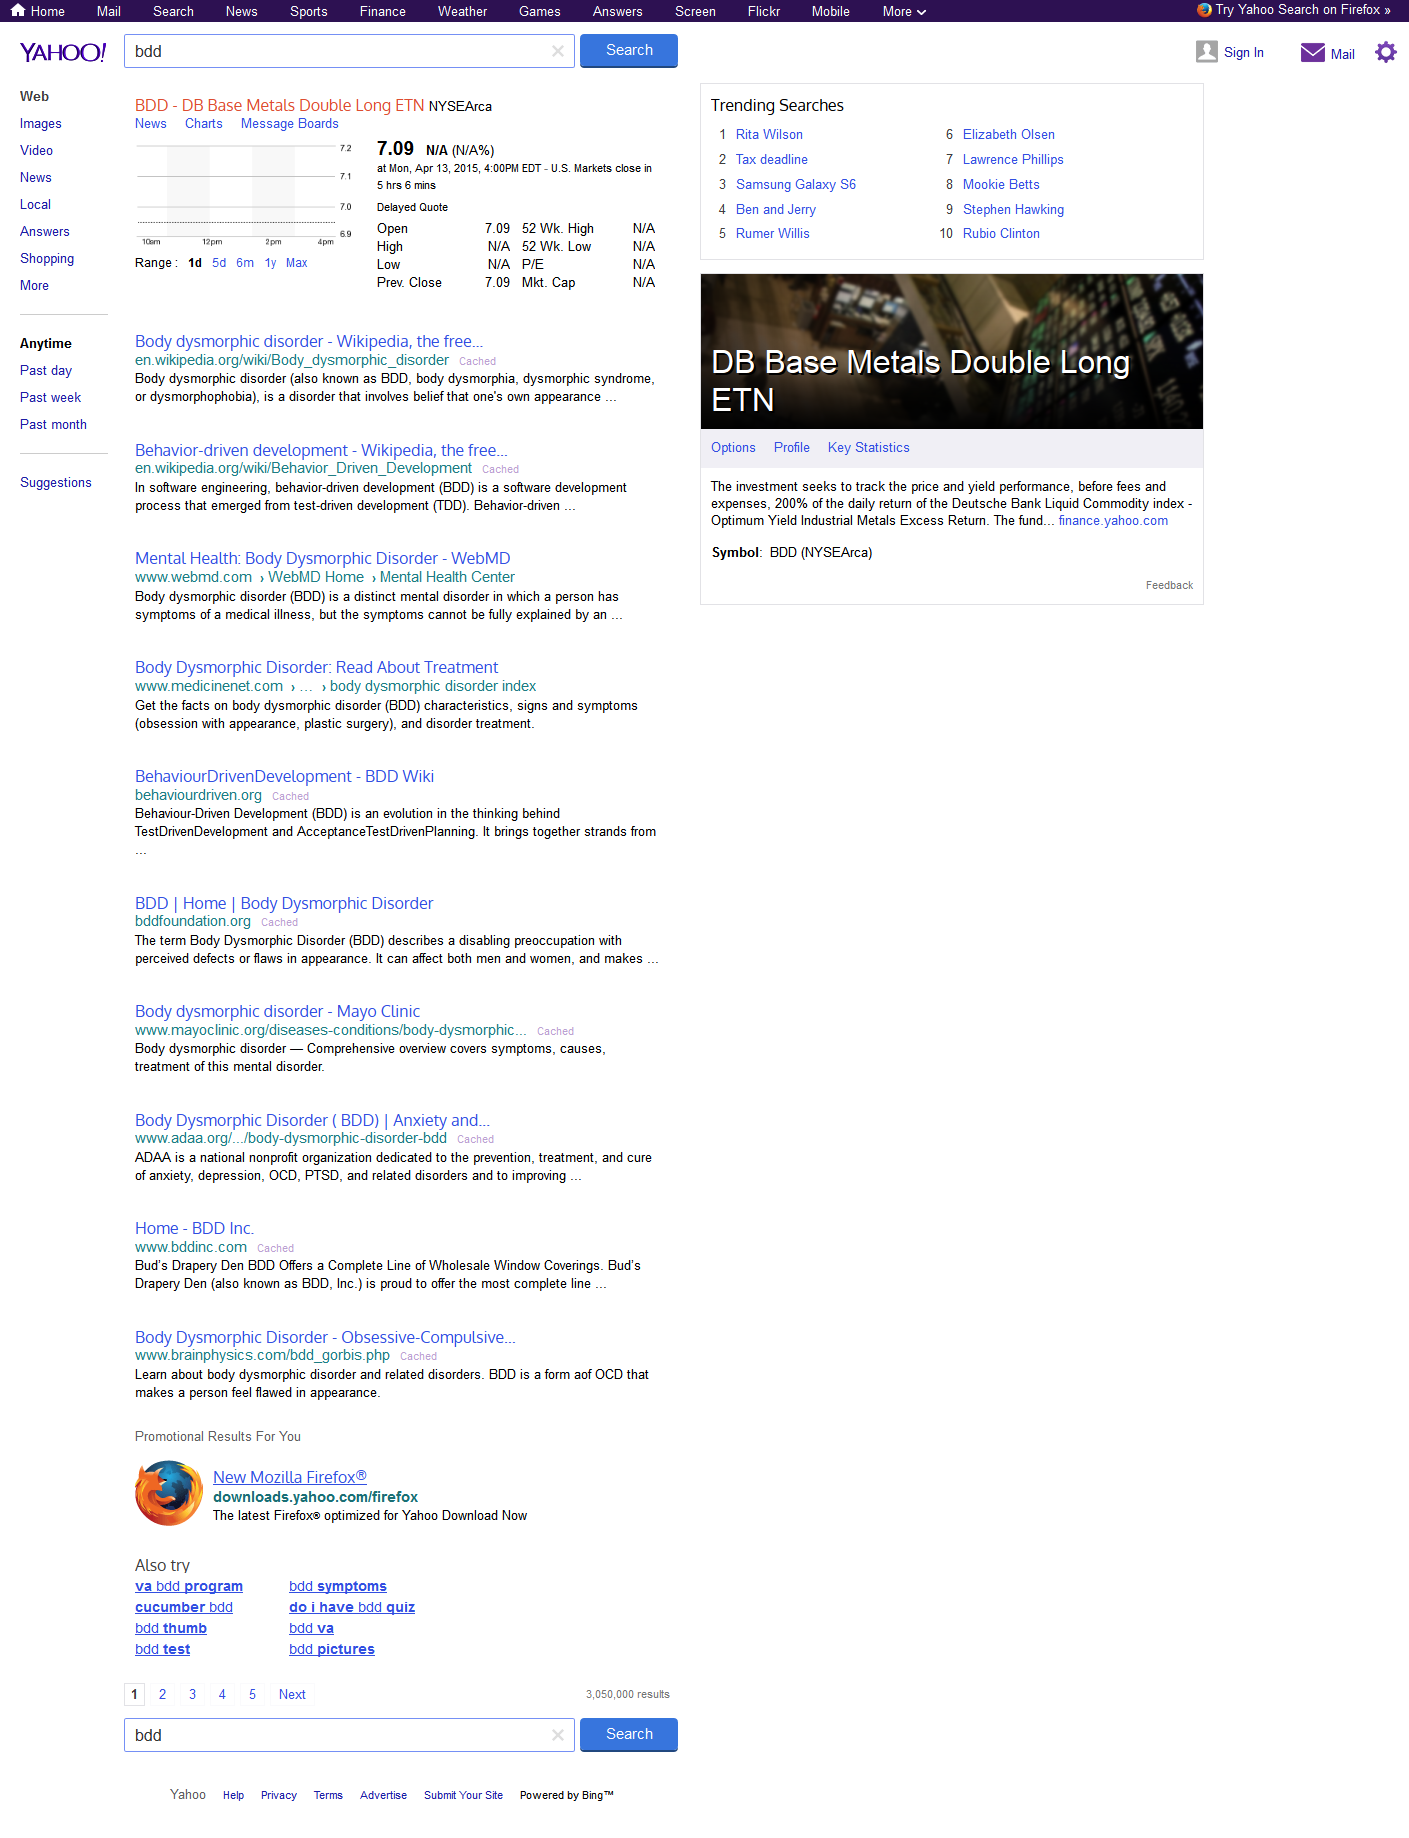 Home Mail Search News Sports Finance Weather Games Answers Screen Flickr Mobile More Try Yahoo Search on Firefox »
YAHOO! bdd Search Sign In Mail
Web
Images
Video
News
Local
Answers
Shopping
More
Anytime
Past day
Past week
Past month
Suggestions
BDD - DB Base Metals Double Long ETN NYSEArca
News Charts Message Boards
7.2
7.1
7.0
6.9
10am 12pm 2pm 4pm
Range : 1d 5d 6m 1y Max
7.09 N/A (N/A%)
at Mon, Apr 13, 2015, 4:00PM EDT - U.S. Markets close in
5 hrs 6 mins
Delayed Quote
Open 7.09 52 Wk. High N/A
High N/A 52 Wk. Low N/A
Low N/A P/E N/A
Prev. Close 7.09 Mkt. Cap N/A
Body dysmorphic disorder - Wikipedia, the free...
en.wikipedia.org/wiki/Body_dysmorphic_disorder Cached
Body dysmorphic disorder (also known as BDD, body dysmorphia, dysmorphic syndrome,
or dysmorphophobia), is a disorder that involves belief that one's own appearance ...
Behavior-driven development - Wikipedia, the free...
en.wikipedia.org/wiki/Behavior_Driven_Development Cached
In software engineering, behavior-driven development (BDD) is a software development
process that emerged from test-driven development (TDD). Behavior-driven ...
Mental Health: Body Dysmorphic Disorder - WebMD
www.webmd.com › WebMD Home › Mental Health Center
Body dysmorphic disorder (BDD) is a distinct mental disorder in which a person has
symptoms of a medical illness, but the symptoms cannot be fully explained by an ...
Body Dysmorphic Disorder: Read About Treatment
www.medicinenet.com › ... › body dysmorphic disorder index
Get the facts on body dysmorphic disorder (BDD) characteristics, signs and symptoms
(obsession with appearance, plastic surgery), and disorder treatment.
BehaviourDrivenDevelopment - BDD Wiki
behaviourdriven.org Cached
Behaviour-Driven Development (BDD) is an evolution in the thinking behind
TestDrivenDevelopment and AcceptanceTestDrivenPlanning. It brings together strands from
...
BDD | Home | Body Dysmorphic Disorder
bddfoundation.org Cached
The term Body Dysmorphic Disorder (BDD) describes a disabling preoccupation with
perceived defects or flaws in appearance. It can affect both men and women, and makes ...
Body dysmorphic disorder - Mayo Clinic
www.mayoclinic.org/diseases-conditions/body-dysmorphic... Cached
Body dysmorphic disorder — Comprehensive overview covers symptoms, causes,
treatment of this mental disorder.
Body Dysmorphic Disorder ( BDD) | Anxiety and...
www.adaa.org/.../body-dysmorphic-disorder-bdd Cached
ADAA is a national nonprofit organization dedicated to the prevention, treatment, and cure
of anxiety, depression, OCD, PTSD, and related disorders and to improving ...
Home - BDD Inc.
www.bddinc.com Cached
Bud's Drapery Den BDD Offers a Complete Line of Wholesale Window Coverings. Bud's
Drapery Den (also known as BDD, Inc.) is proud to offer the most complete line ...
Body Dysmorphic Disorder - Obsessive-Compulsive...
www.brainphysics.com/bdd_gorbis.php Cached
Learn about body dysmorphic disorder and related disorders. BDD is a form aof OCD that
makes a person feel flawed in appearance.
Promotional Results For You
New Mozilla Firefox®
downloads.yahoo.com/firefox
The latest Firefox® optimized for Yahoo Download Now
Also try
va bdd program bdd symptoms
cucumber bdd do i have bdd quiz
bdd thumb bdd va
bdd test bdd pictures
1 2 3 4 5 Next 3,050,000 results
bdd Search
Yahoo Help Privacy Terms Advertise Submit Your Site Powered by Bing™
Trending Searches
1 Rita Wilson 6 Elizabeth Olsen
2 Tax deadline 7 Lawrence Phillips
3 Samsung Galaxy S6 8 Mookie Betts
4 Ben and Jerry 9 Stephen Hawking
5 Rumer Willis 10 Rubio Clinton
DB Base Metals Double Long
ETN
Options Profile Key Statistics
The investment seeks to track the price and yield performance, before fees and
expenses, 200% of the daily return of the Deutsche Bank Liquid Commodity index -
Optimum Yield Industrial Metals Excess Return. The fund... finance.yahoo.com
Symbol: BDD (NYSEArca)
Feedback